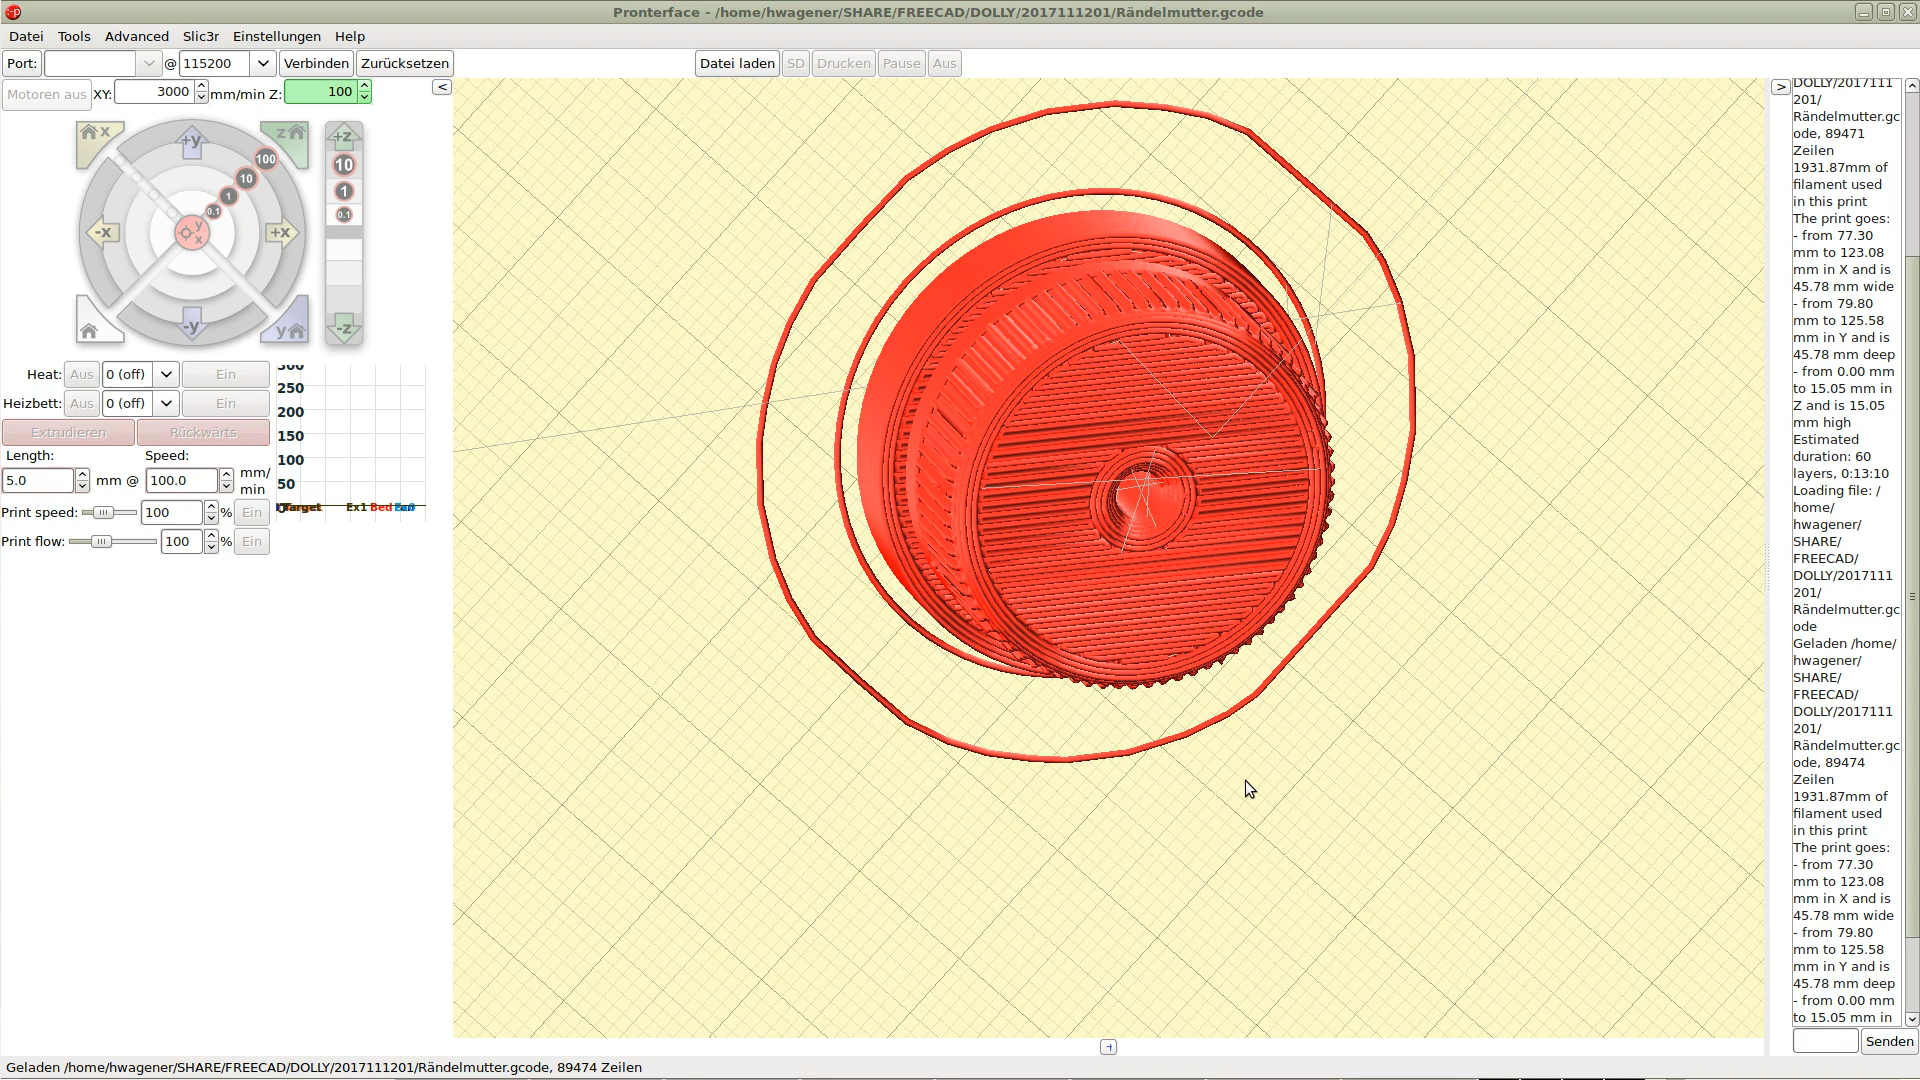 Pronterface - /home/hwagener/SHARE/FREECAD/DOLLY/2017111201/Rändelmutter.gcode
Datei Tools Advanced Slic3r Einstellungen Help
Port: @ 115200 Verbinden Zurücksetzen Datei laden SD Drucken Pause Aus
Motoren aus XY: 3000 mm/min Z: 100 < >
x +y z +z
100 10
10 1
1 0.1
0.1
-x y x +x
-y y -z
Heat: Aus 0 (off) Ein
Heizbett: Aus 0 (off) Ein
Extrudieren Rückwärts
Length: Speed:
5.0 mm @ 100.0 mm/
min
Print speed: 100 % Ein
Print flow: 100 % Ein
300
250
200
150
100
50
Target Ex1 Bed Ex0
DOLLY/2017111
201/
Rändelmutter.gc
ode, 89471
Zeilen
1931.87mm of
filament used
in this print
The print goes:
- from 77.30
mm to 123.08
mm in X and is
45.78 mm wide
- from 79.80
mm to 125.58
mm in Y and is
45.78 mm deep
- from 0.00 mm
to 15.05 mm in
Z and is 15.05
mm high
Estimated
duration: 60
layers, 0:13:10
Loading file: /
home/
hwagener/
SHARE/
FREECAD/
DOLLY/2017111
201/
Rändelmutter.gc
ode
Geladen /home/
hwagener/
SHARE/
FREECAD/
DOLLY/2017111
201/
Rändelmutter.gc
ode, 89474
Zeilen
1931.87mm of
filament used
in this print
The print goes:
- from 77.30
mm to 123.08
mm in X and is
45.78 mm wide
- from 79.80
mm to 125.58
mm in Y and is
45.78 mm deep
- from 0.00 mm
to 15.05 mm in
Senden
Geladen /home/hwagener/SHARE/FREECAD/DOLLY/2017111201/Rändelmutter.gcode, 89474 Zeilen